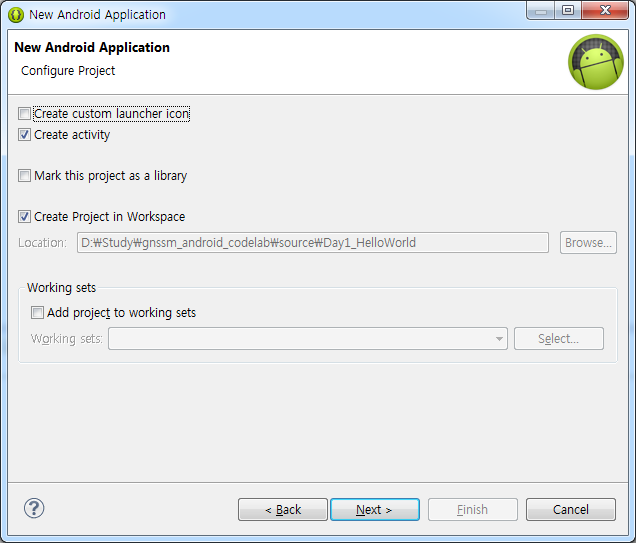 New Android Application
New Android Application
Configure Project
Create custom launcher icon
Create activity
Mark this project as a library
Create Project in Workspace
Location: D:₩Study₩gnssm_android_codelab₩source₩Day1_HelloWorld Browse...
Working sets
Add project to working sets
Working sets: Select...
? < Back Next > Finish Cancel